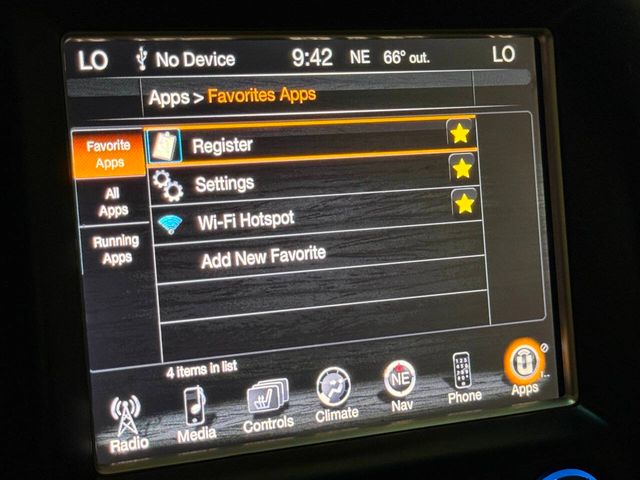 LO No Device 9:42 NE 66° out. LO
Apps > Favorites Apps
Favorite
Apps
All
Apps
Running
Apps
Register
Settings
Wi-Fi Hotspot
Add New Favorite
4 items in list
NE
Radio Media Controls Climate Nav Phone Apps